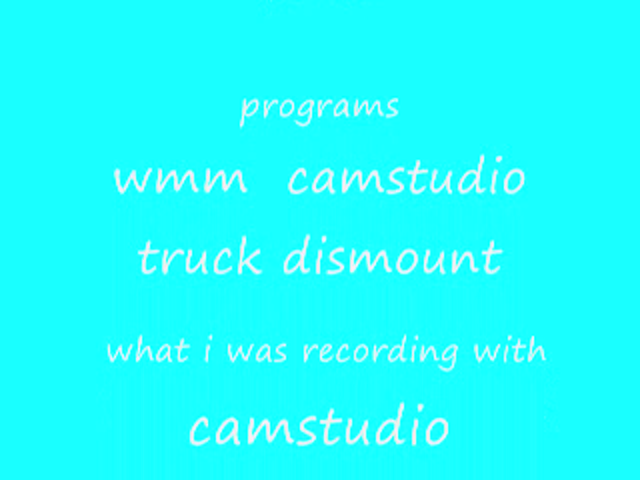 programs
wmm camstudio
truck dismount
what i was recording with
camstudio